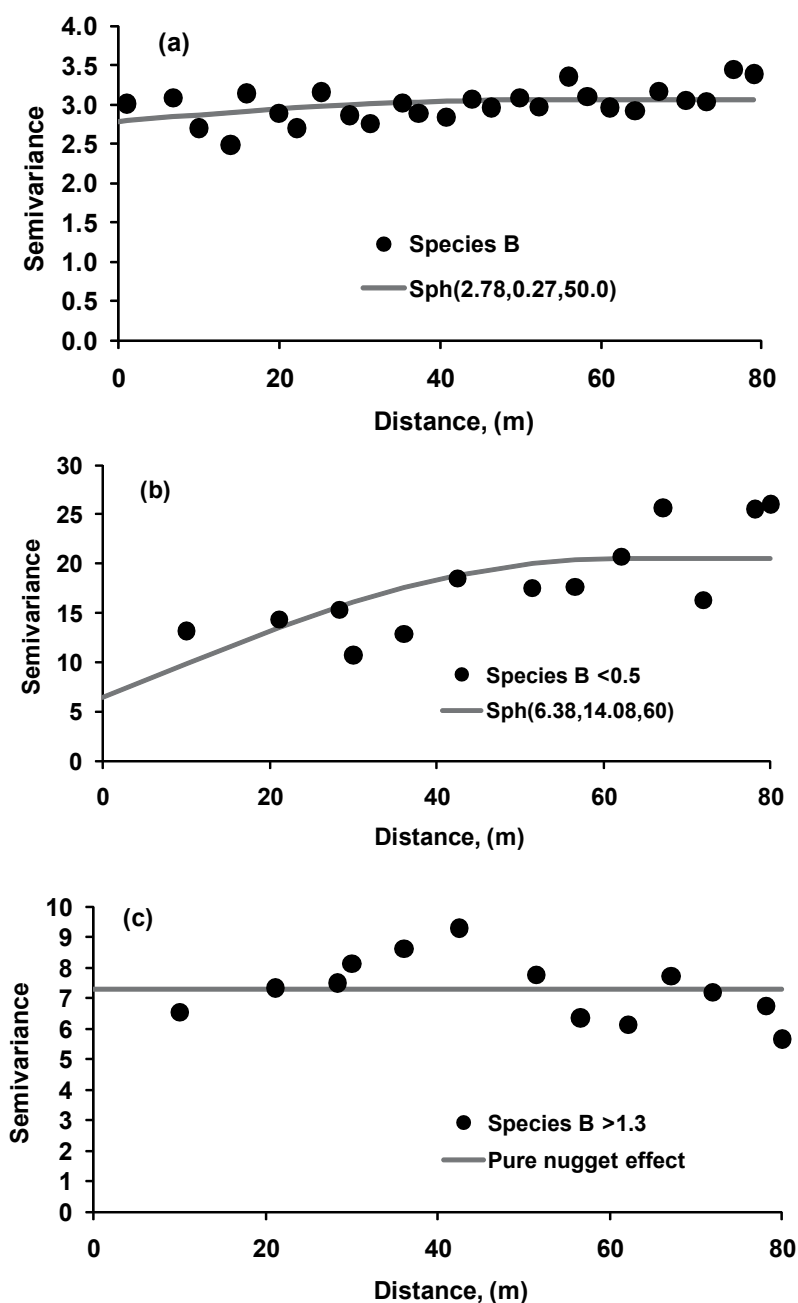 (a)
Semivariance
4.0
3.5
3.0
2.5
2.0
1.5
1.0
0.5
0.0
Species B
Sph(2.78,0.27,50.0)
0 20 40 60 80
Distance, (m)
(b)
Semivariance
30
25
20
15
10
5
0
Species B <0.5
Sph(6.38,14.08,60)
0 20 40 60 80
Distance, (m)
(c)
Semivariance
10
9
8
7
6
5
4
3
2
1
0
Species B >1.3
Pure nugget effect
0 20 40 60 80
Distance, (m)